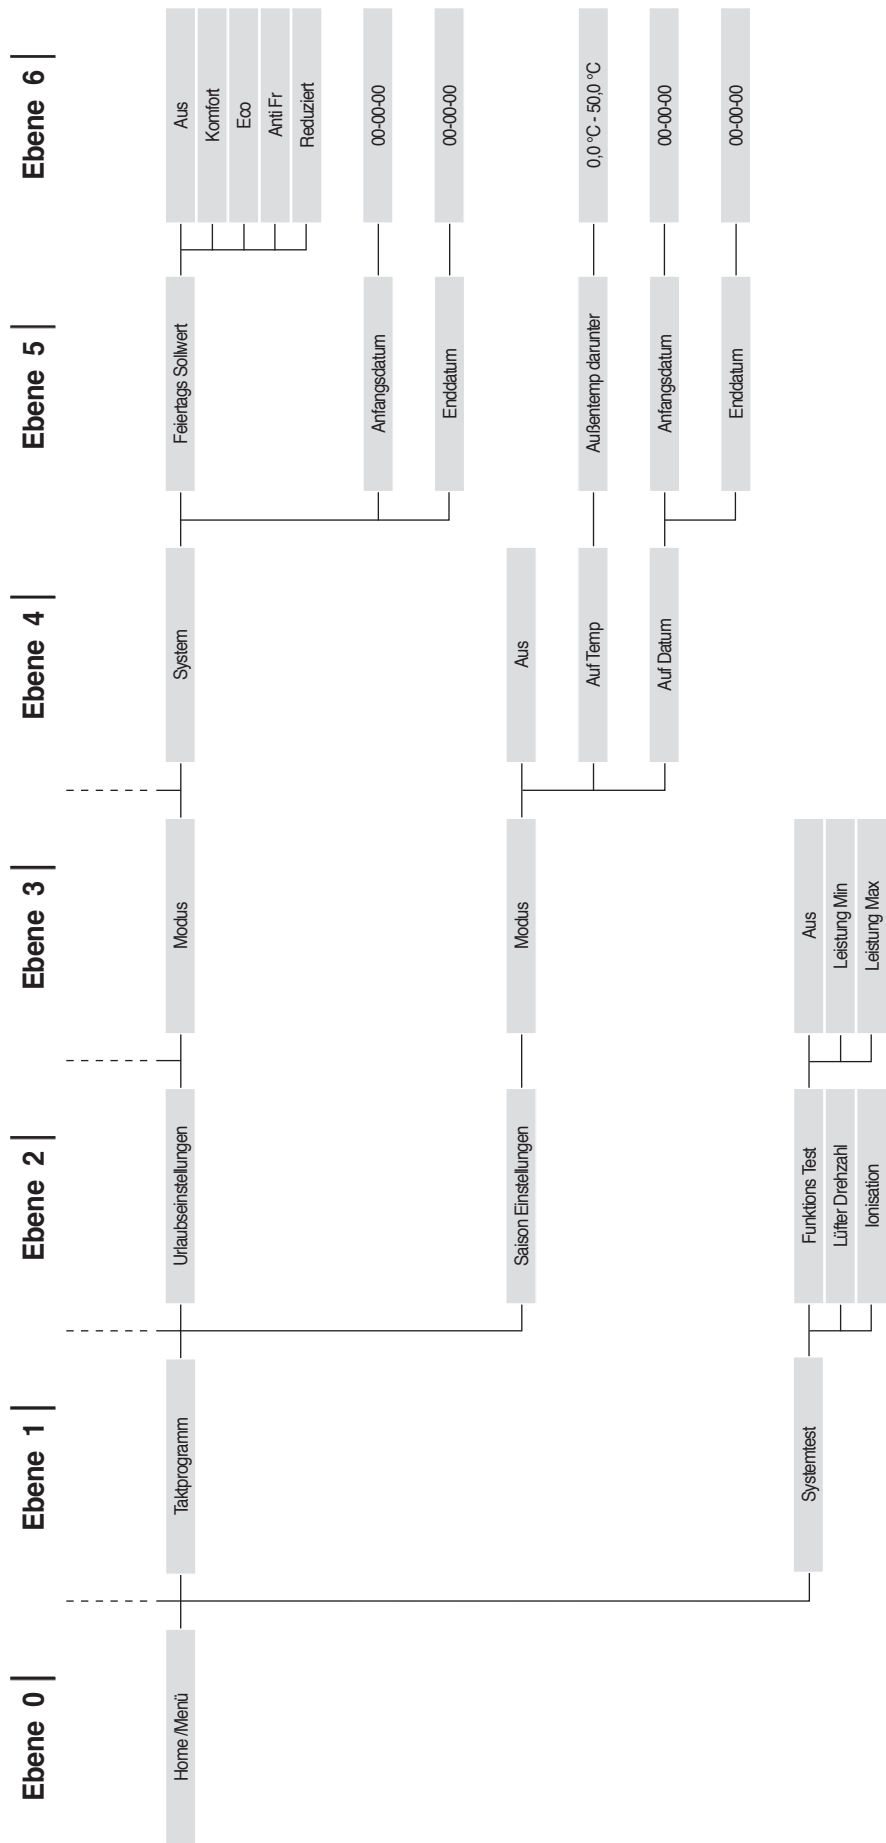 Ebene 0
Ebene 1
Ebene 2
Ebene 3
Ebene 4
Ebene 5
Ebene 6
Home /Menü
Taktprogramm
Urlaubseinstellungen
Modus
System
Feiertags Sollwert
Aus
Komfort
Eco
Anti Fr
Reduziert
Anfangsdatum
00-00-00
Enddatum
00-00-00
Saison Einstellungen
Modus
Aus
Auf Temp
Außentemp darunter
0,0 °C - 50,0 °C
Auf Datum
Anfangsdatum
00-00-00
Enddatum
00-00-00
Systemtest
Funktions Test
Aus
Lüfter Drehzahl
Leistung Min
Ionisation
Leistung Max